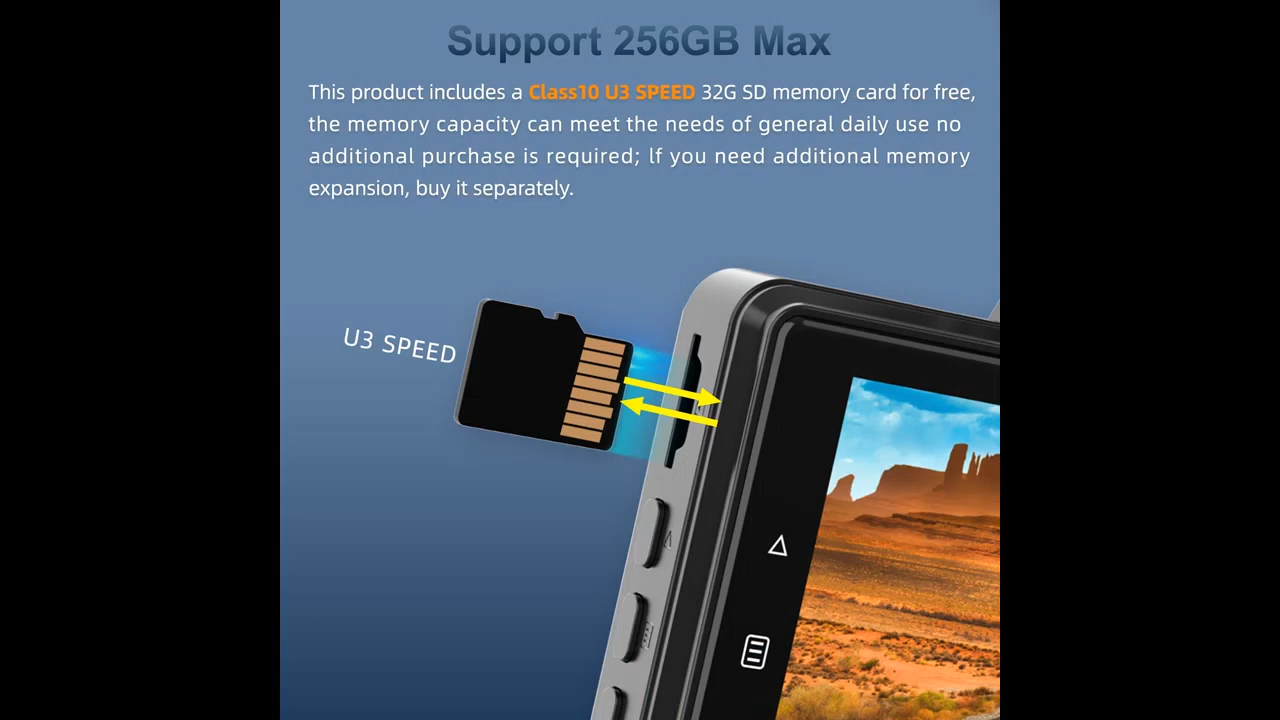 Support 256GB Max
This product includes a Class10 U3 SPEED 32G SD memory card for free,
the memory capacity can meet the needs of general daily use no
additional purchase is required; lf you need additional memory
expansion, buy it separately.
U3 SPEED